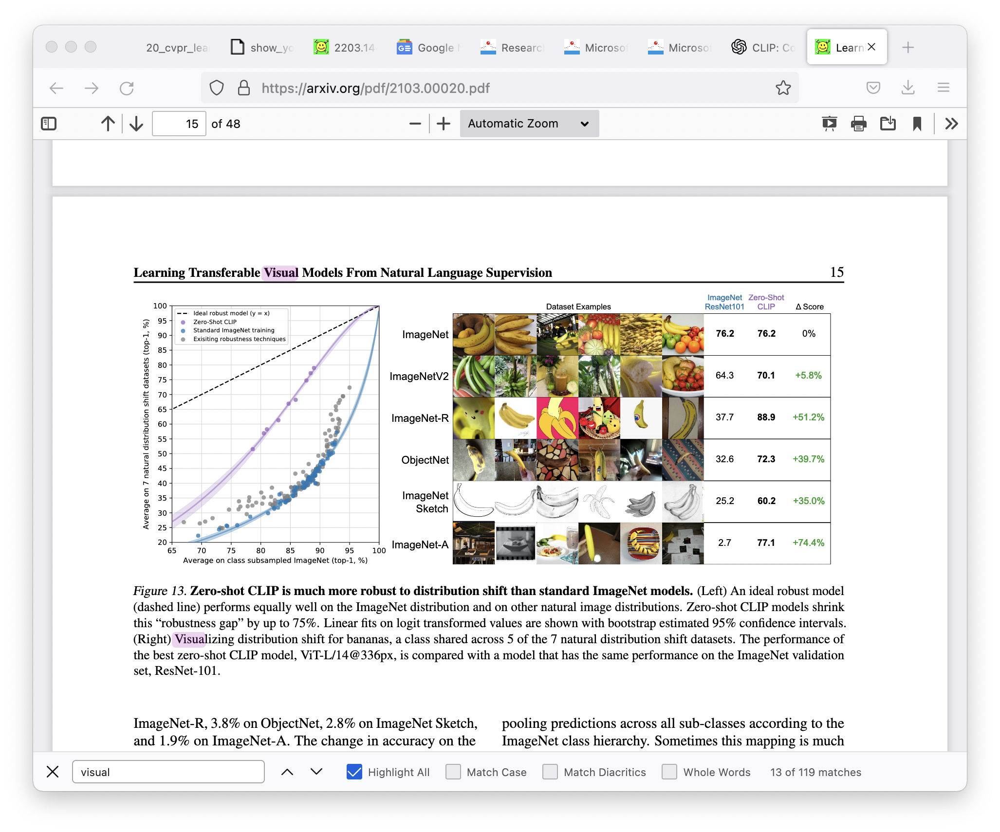 20_cvpr_lea
show_yo
2203.14
Google
Researc
Microso
Microso
CLIP: Co
Learn
https://arxiv.org/pdf/2103.00020.pdf
15 of 48
Automatic Zoom
Learning Transferable Visual Models From Natural Language Supervision 15
100
95
90
85
80
75
70
65
60
55
50
45
40
35
30
25
20
Average on 7 natural distribution shift datasets (top-1, %)
Ideal robust model (y = x)
Zero-Shot CLIP
Standard ImageNet training
Exisiting robustness techniques
65 70 75 80 85 90 95 100
Average on class subsampled ImageNet (top-1, %)
Dataset Examples
ImageNet ResNet101
Zero-Shot CLIP
Δ Score
ImageNet 76.2 76.2 0%
ImageNetV2 64.3 70.1 +5.8%
ImageNet-R 37.7 88.9 +51.2%
ObjectNet 32.6 72.3 +39.7%
ImageNet Sketch 25.2 60.2 +35.0%
ImageNet-A 2.7 77.1 +74.4%
Figure 13. Zero-shot CLIP is much more robust to distribution shift than standard ImageNet models. (Left) An ideal robust model
(dashed line) performs equally well on the ImageNet distribution and on other natural image distributions. Zero-shot CLIP models shrink
this “robustness gap” by up to 75%. Linear fits on logit transformed values are shown with bootstrap estimated 95% confidence intervals.
(Right) Visualizing distribution shift for bananas, a class shared across 5 of the 7 natural distribution shift datasets. The performance of
the best zero-shot CLIP model, ViT-L/14@336px, is compared with a model that has the same performance on the ImageNet validation
set, ResNet-101.
ImageNet-R, 3.8% on ObjectNet, 2.8% on ImageNet Sketch,
and 1.9% on ImageNet-A. The change in accuracy on the
pooling predictions across all sub-classes according to the
ImageNet class hierarchy. Sometimes this mapping is much
visual
Highlight All
Match Case
Match Diacritics
Whole Words
13 of 119 matches